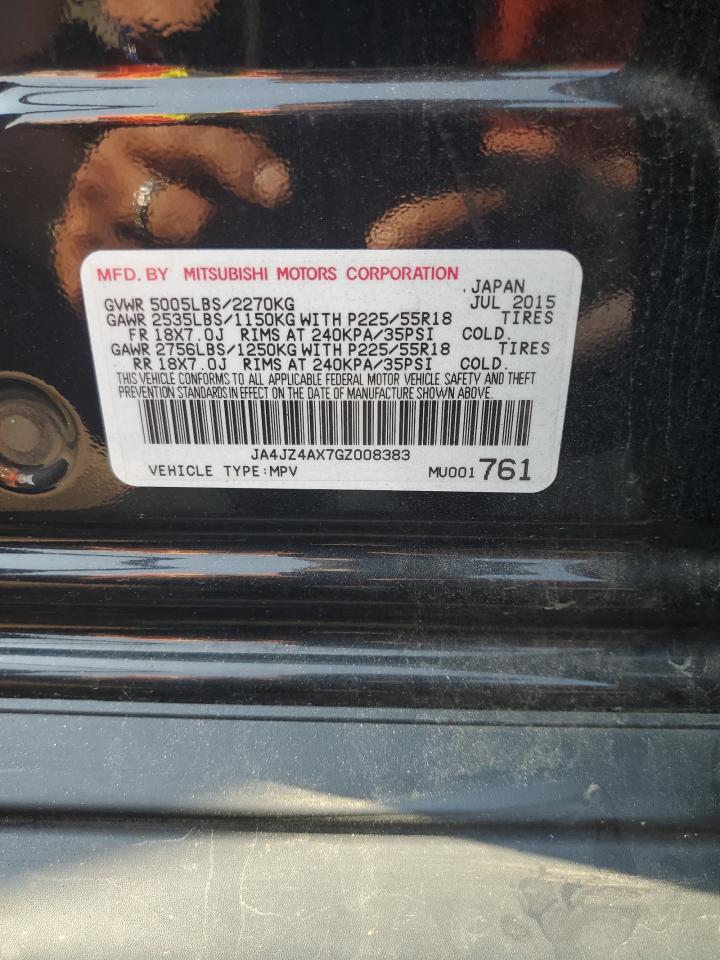 MFD. BY MITSUBISHI MOTORS CORPORATION
JAPAN
GVWR 5005LBS/2270KG JUL 2015
GAWR 2535LBS/1150KG WITH P225/55R18 TIRES
FR 18X7.0J RIMS AT 240KPA/35PSI COLD.
GAWR 2756LBS/1250KG WITH P225/55R18 TIRES
RR 18X7.0J RIMS AT 240KPA/35PSI COLD.
THIS VEHICLE CONFORMS TO ALL APPLICABLE FEDERAL MOTOR VEHICLE SAFETY AND THEFT
PREVENTION STANDARDS IN EFFECT ON THE DATE OF MANUFACTURE SHOWN ABOVE.
JA4JZ4AX7GZ008383
VEHICLE TYPE:MPV MU001761